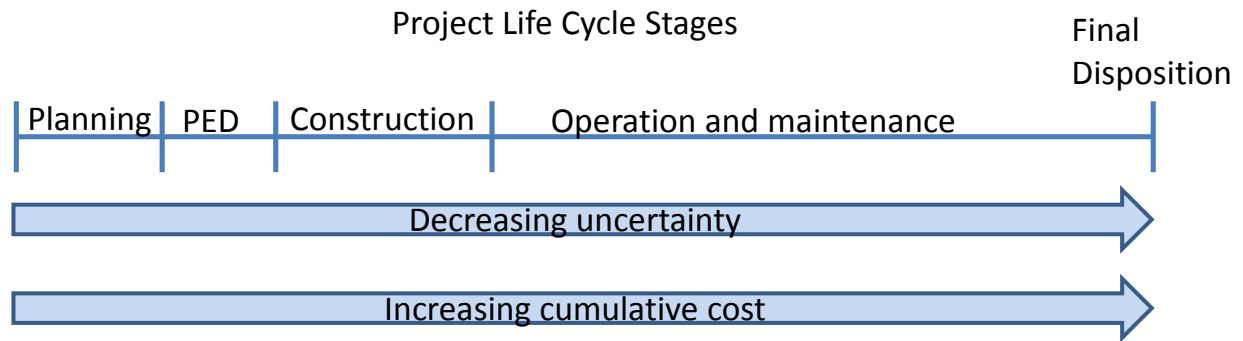 Project Life Cycle Stages
Final
Disposition
Planning
PED
Construction
Operation and maintenance
Decreasing uncertainty
Increasing cumulative cost